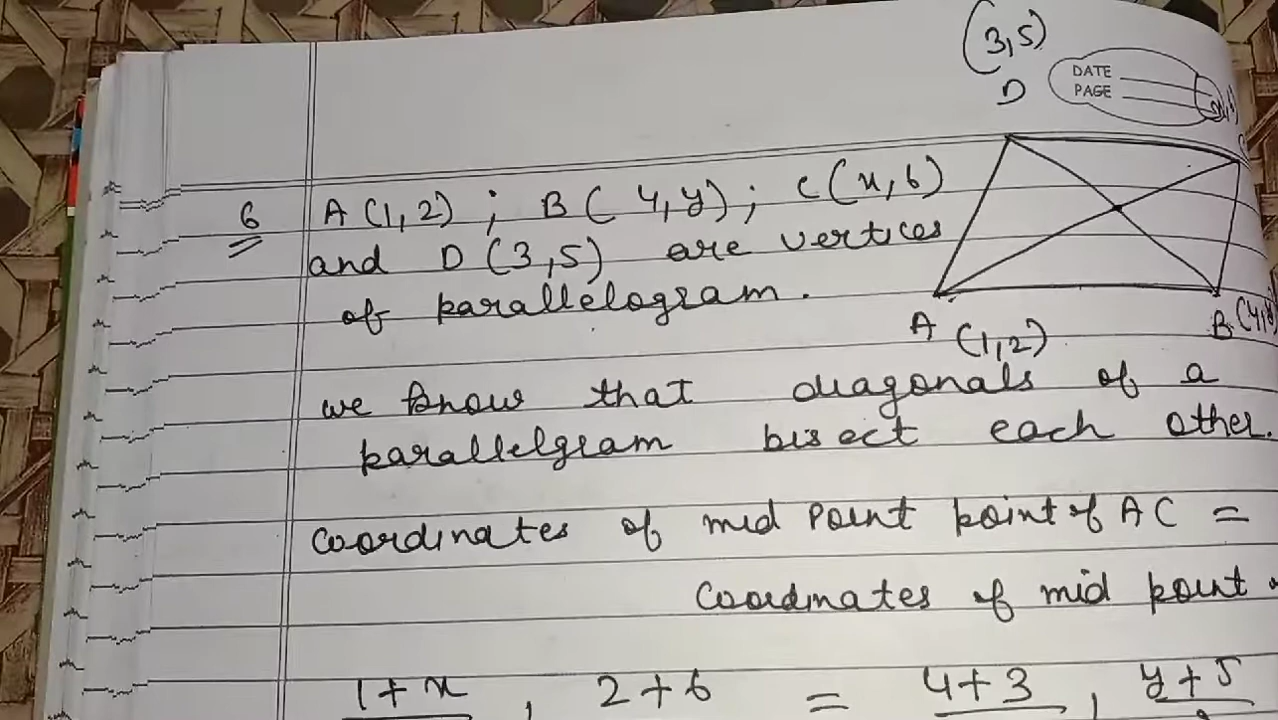 (3,5)
D
DATE
PAGE
6 A (1,2) ; B ( 4,y) ; C (x,6)
and D (3,5) are vertices
of parallelogram.
A (1,2)
B (4,
we know that diagonals of a
parallelgram bisect each other.
Coordinates of mid point point of AC =
Coordinates of mid point
1+x , 2+6 = 4+3 , y+5